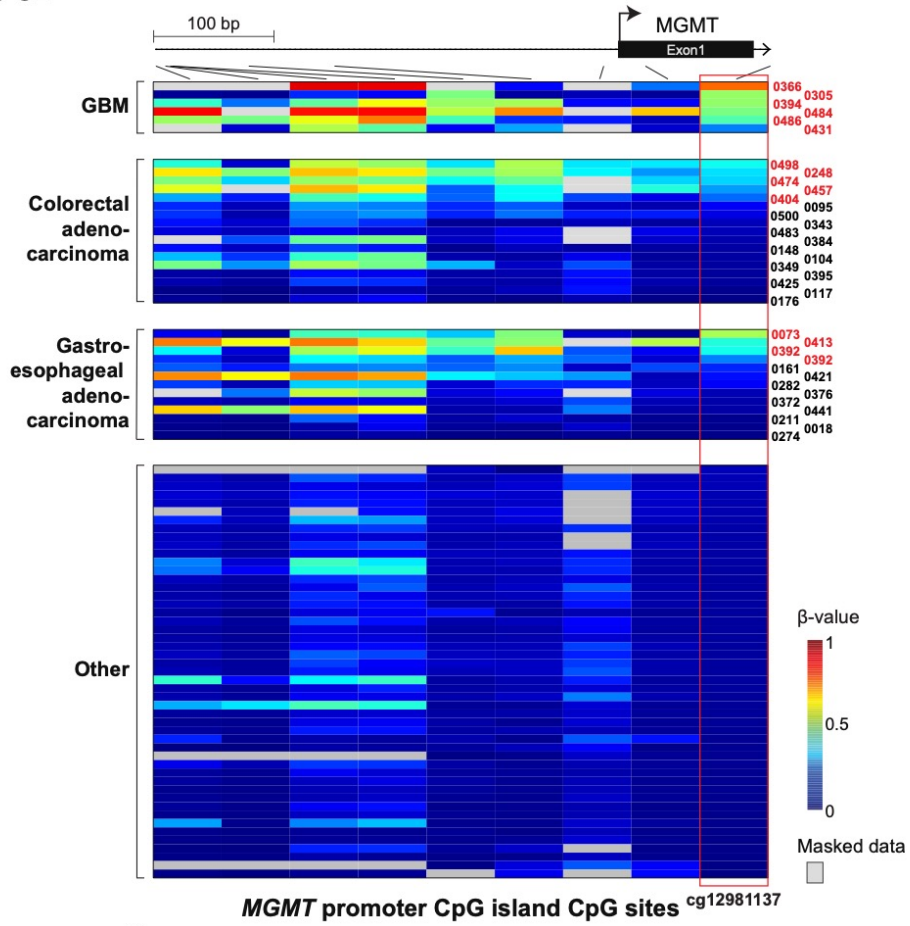 100 bp
MGMT
Exon1
GBM
0366
0305
0394
0484
0486
0431
Colorectal
adeno-
carcinoma
0498
0248
0474
0457
0404
0095
0500
0343
0483
0384
0148
0104
0349
0395
0425
0117
0176
Gastro-
esophageal
adeno-
carcinoma
0073
0413
0392
0392
0161
0421
0282
0376
0372
0441
0211
0018
0274
Other
β-value
1
0.5
0
Masked data
MGMT promoter CpG island CpG sites cg12981137